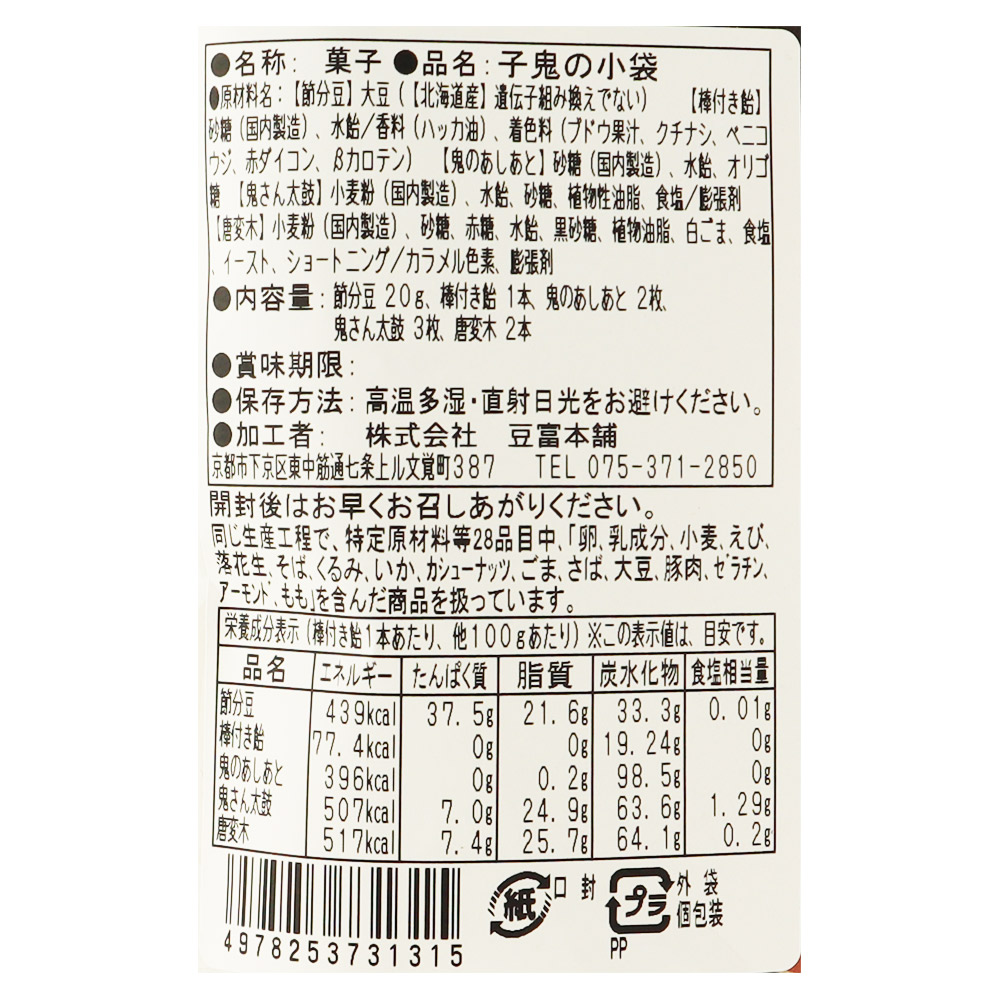 ●名称: 菓子 ●品名:子鬼の小袋
●原材料名:【節分豆】大豆(【北海道産】遺伝子組み換えでない) 【棒付き飴】
砂糖(国内製造)、水飴/香料(ハッカ油)、着色料(ブドウ果汁、クチナシ、ベニコ
ウジ、赤ダイコン、βカロテン) 【鬼のあしあと】砂糖(国内製造)、水飴、オリゴ
糖 【鬼さん太鼓】小麦粉(国内製造)、水飴、砂糖、植物性油脂、食塩/膨張剤
【唐変木】小麦粉(国内製造)、砂糖、赤糖、水飴、黒砂糖、植物油脂、白ごま、食塩
、イースト、ショートニング/カラメル色素、膨張剤
●内容量:節分豆 20g、棒付き飴 1本、鬼のあしあと 2枚、
鬼さん太鼓 3枚、唐変木 2本
●賞味期限:
●保存方法:高温多湿・直射日光をお避けください。
●加工者: 株式会社 豆富本舗
京都市下京区東中筋通七条上ル文覚町387 TEL 075-371-2850
開封後はお早くお召しあがりください。
同じ生産工程で、特定原材料等28品目中、「卵、乳成分、小麦、えび、
落花生、そば、くるみ、いか、カシューナッツ、ごま、さば、大豆、豚肉、ゼラチン、
アーモンド、もも」を含んだ商品を扱っています。
栄養成分表示(棒付き飴1本あたり、他100gあたり)※この表示値は、目安です。
品名 エネルギー たんぱく質 脂質 炭水化物 食塩相当量
節分豆 439kcal 37.5g 21.6g 33.3g 0.01g
棒付き飴 77.4kcal 0g 0g 19.24g 0g
鬼のあしあと 396kcal 0g 0.2g 98.5g 0g
鬼さん太鼓 507kcal 7.0g 24.9g 63.6g 1.29g
唐変木 517kcal 7.4g 25.7g 64.1g 0.2g
紙 口封 プラ 外袋
個包装
PP
4978253731315